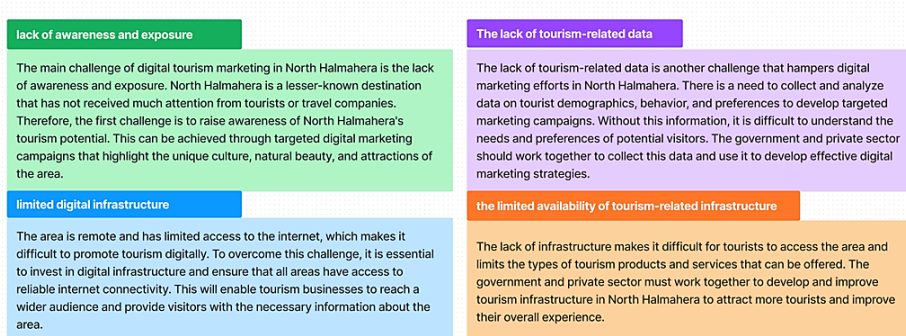 lack of awareness and exposure
The main challenge of digital tourism marketing in North Halmahera is the lack
of awareness and exposure. North Halmahera is a lesser-known destination
that has not received much attention from tourists or travel companies.
Therefore, the first challenge is to raise awareness of North Halmahera's
tourism potential. This can be achieved through targeted digital marketing
campaigns that highlight the unique culture, natural beauty, and attractions of
the area.
The lack of tourism-related data
The lack of tourism-related data is another challenge that hampers digital
marketing efforts in North Halmahera. There is a need to collect and analyze
data on tourist demographics, behavior, and preferences to develop targeted
marketing campaigns. Without this information, it is difficult to understand the
needs and preferences of potential visitors. The government and private sector
should work together to collect this data and use it to develop effective digital
marketing strategies.
limited digital infrastructure
The area is remote and has limited access to the internet, which makes it
difficult to promote tourism digitally. To overcome this challenge, it is essential
to invest in digital infrastructure and ensure that all areas have access to
reliable internet connectivity. This will enable tourism businesses to reach a
wider audience and provide visitors with the necessary information about the
area.
the limited availability of tourism-related infrastructure
The lack of infrastructure makes it difficult for tourists to access the area and
limits the types of tourism products and services that can be offered. The
government and private sector must work together to develop and improve
tourism infrastructure in North Halmahera to attract more tourists and improve
their overall experience.